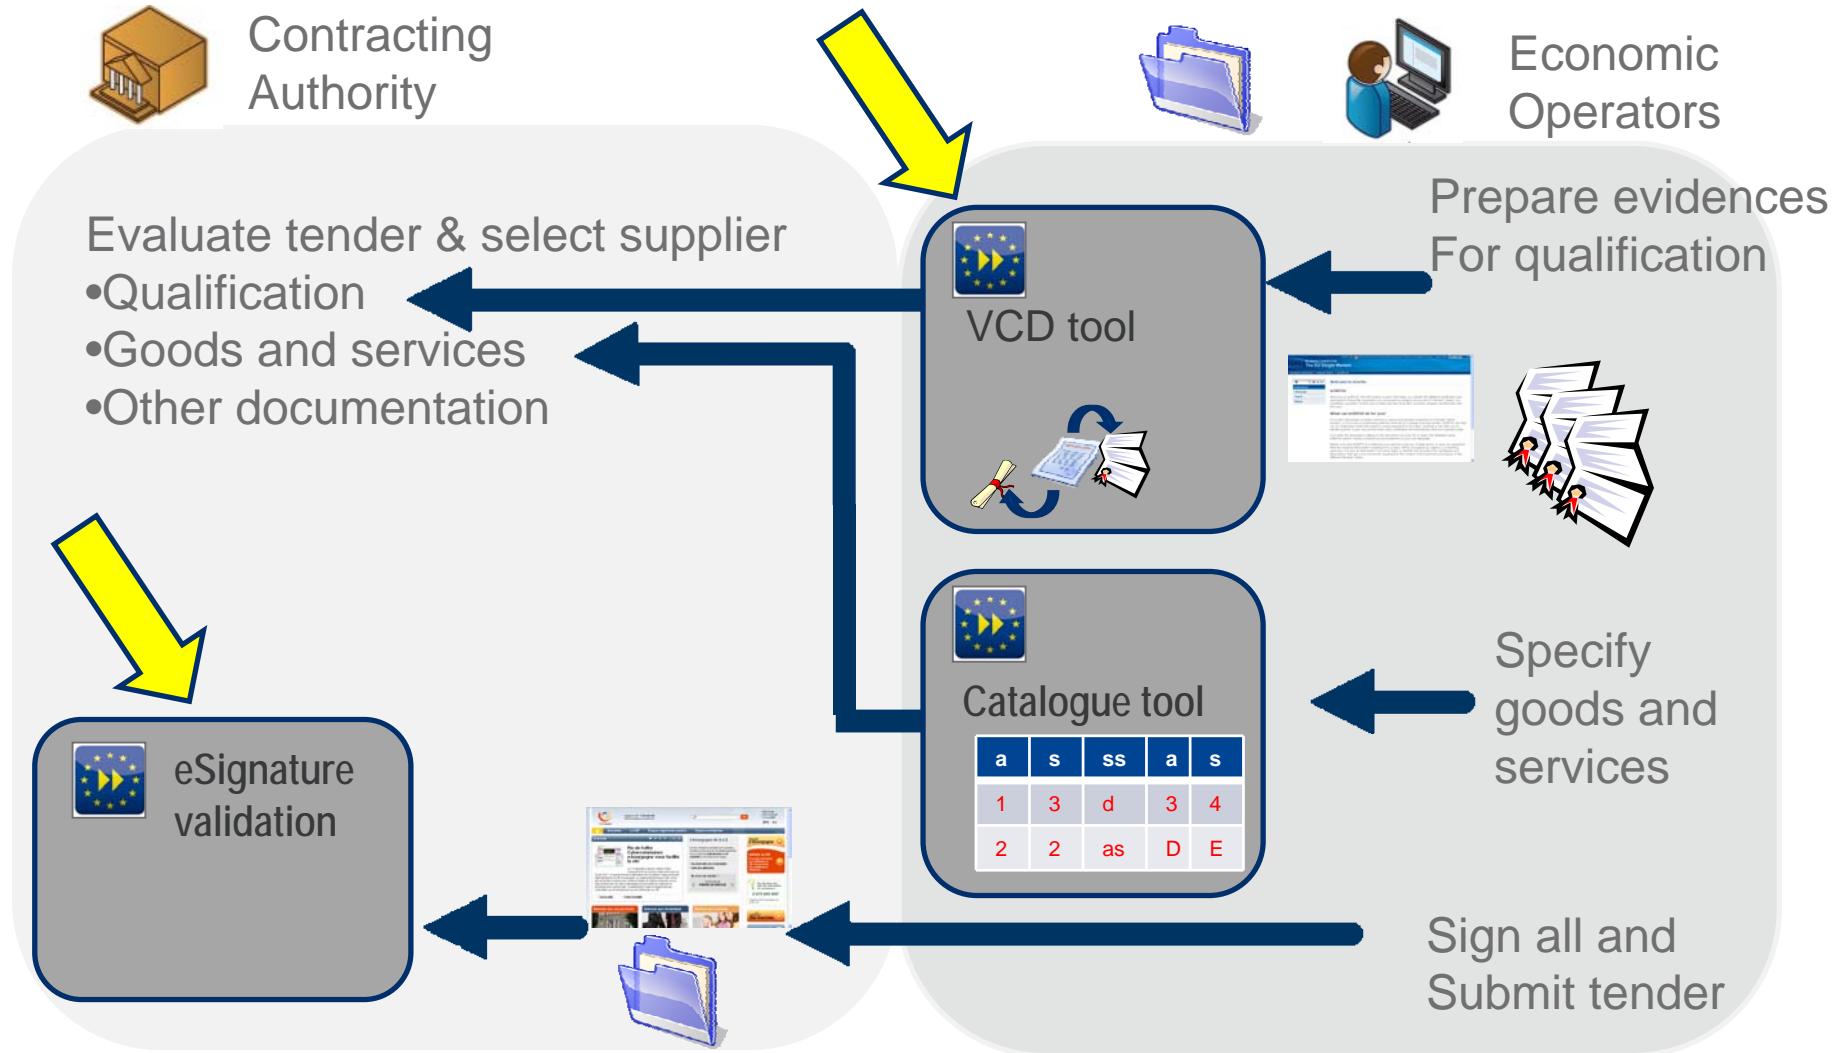 Contracting
Authority
Economic
Operators
Evaluate tender & select supplier
•Qualification
•Goods and services
•Other documentation
Prepare evidences
For qualification
VCD tool
Catalogue tool
a s ss a s
1 3 d 3 4
2 2 as D E
Specify
goods and
services
eSignature
validation
Sign all and
Submit tender